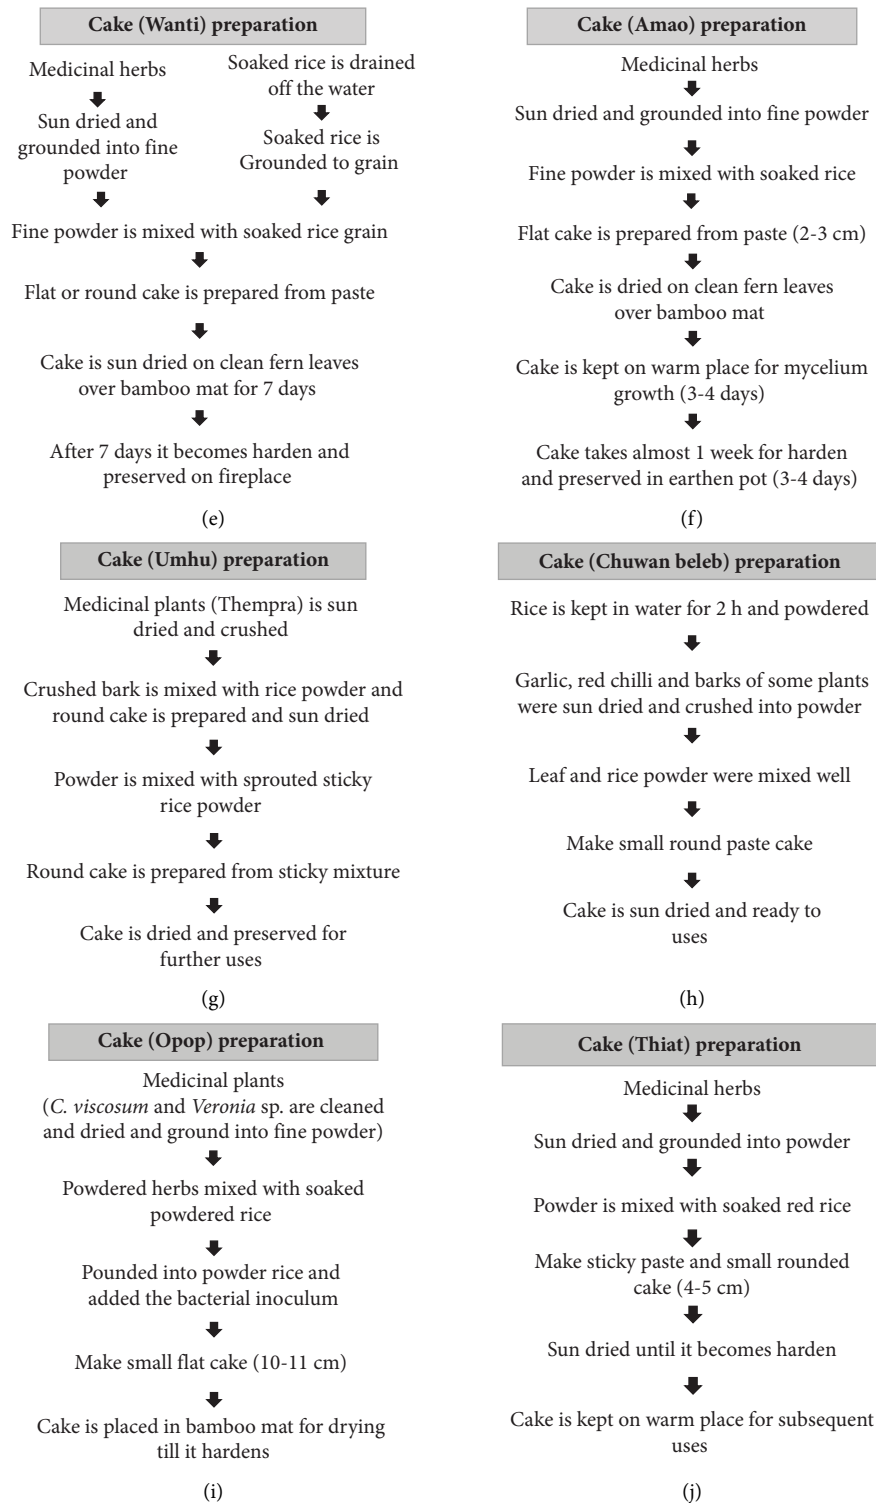 Cake (Wanti) preparation
Medicinal herbs
Sun dried and
grounded into fine
powder
Soaked rice is drained
off the water
Soaked rice is
Grounded to grain
Fine powder is mixed with soaked rice grain
Flat or round cake is prepared from paste
Cake is sun dried on clean fern leaves
over bamboo mat for 7 days
After 7 days it becomes harden and
preserved on fireplace
(e)
Cake (Amao) preparation
Medicinal herbs
Sun dried and grounded into fine powder
Fine powder is mixed with soaked rice
Flat cake is prepared from paste (2-3 cm)
Cake is dried on clean fern leaves
over bamboo mat
Cake is kept on warm place for mycelium
growth (3-4 days)
Cake takes almost 1 week for harden
and preserved in earthen pot (3-4 days)
(f)
Cake (Umhu) preparation
Medicinal plants (Thempra) is sun
dried and crushed
Crushed bark is mixed with rice powder and
round cake is prepared and sun dried
Powder is mixed with sprouted sticky
rice powder
Round cake is prepared from sticky mixture
Cake is dried and preserved for
further uses
(g)
Cake (Chuwan beleb) preparation
Rice is kept in water for 2 h and powdered
Garlic, red chilli and barks of some plants
were sun dried and crushed into powder
Leaf and rice powder were mixed well
Make small round paste cake
Cake is sun dried and ready to
uses
(h)
Cake (Opop) preparation
Medicinal plants
(C. viscosum and Veronia sp. are cleaned
and dried and ground into fine powder)
Powdered herbs mixed with soaked
powdered rice
Pounded into powder rice and
added the bacterial inoculum
Make small flat cake (10-11 cm)
Cake is placed in bamboo mat for drying
till it hardens
(i)
Cake (Thiat) preparation
Medicinal herbs
Sun dried and grounded into powder
Powder is mixed with soaked red rice
Make sticky paste and small rounded
cake (4-5 cm)
Sun dried until it becomes harden
Cake is kept on warm place for subsequent
uses
(j)